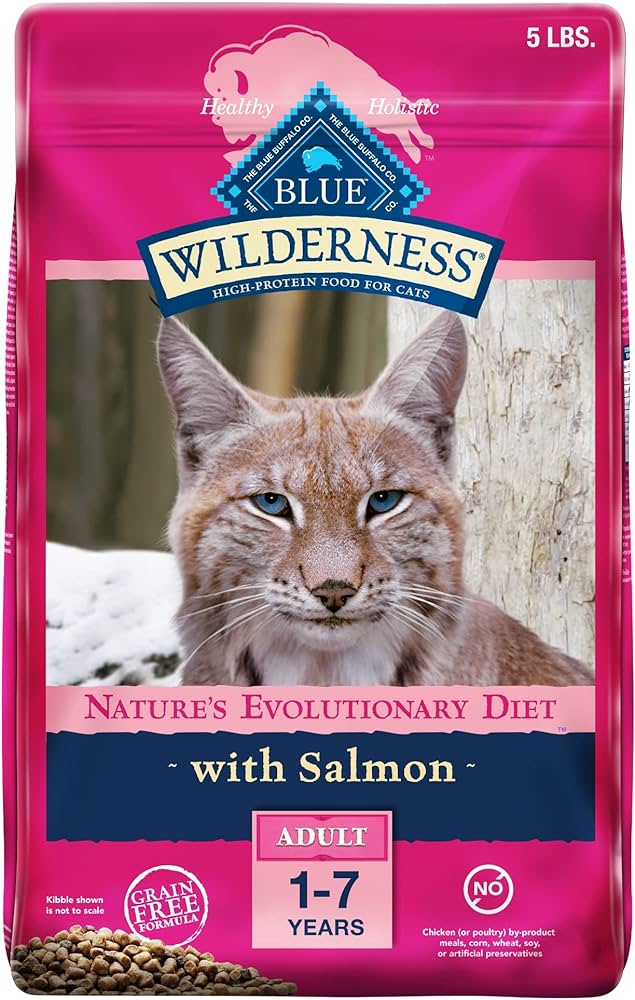 5 LBS.
Healthy Holistic
™
THE BLUE BUFFALO CO. THE BLUE BUFFALO CO.
BLUE
WILDERNESS®
HIGH-PROTEIN FOOD FOR CATS
NATURE'S EVOLUTIONARY DIET
™
- with Salmon -
ADULT
1-7
YEARS
Kibble shown
is not to scale
GRAIN
FREE
FORMULA
NO
Chicken (or poultry) by-product
meals, corn, wheat, soy,
or artificial preservatives